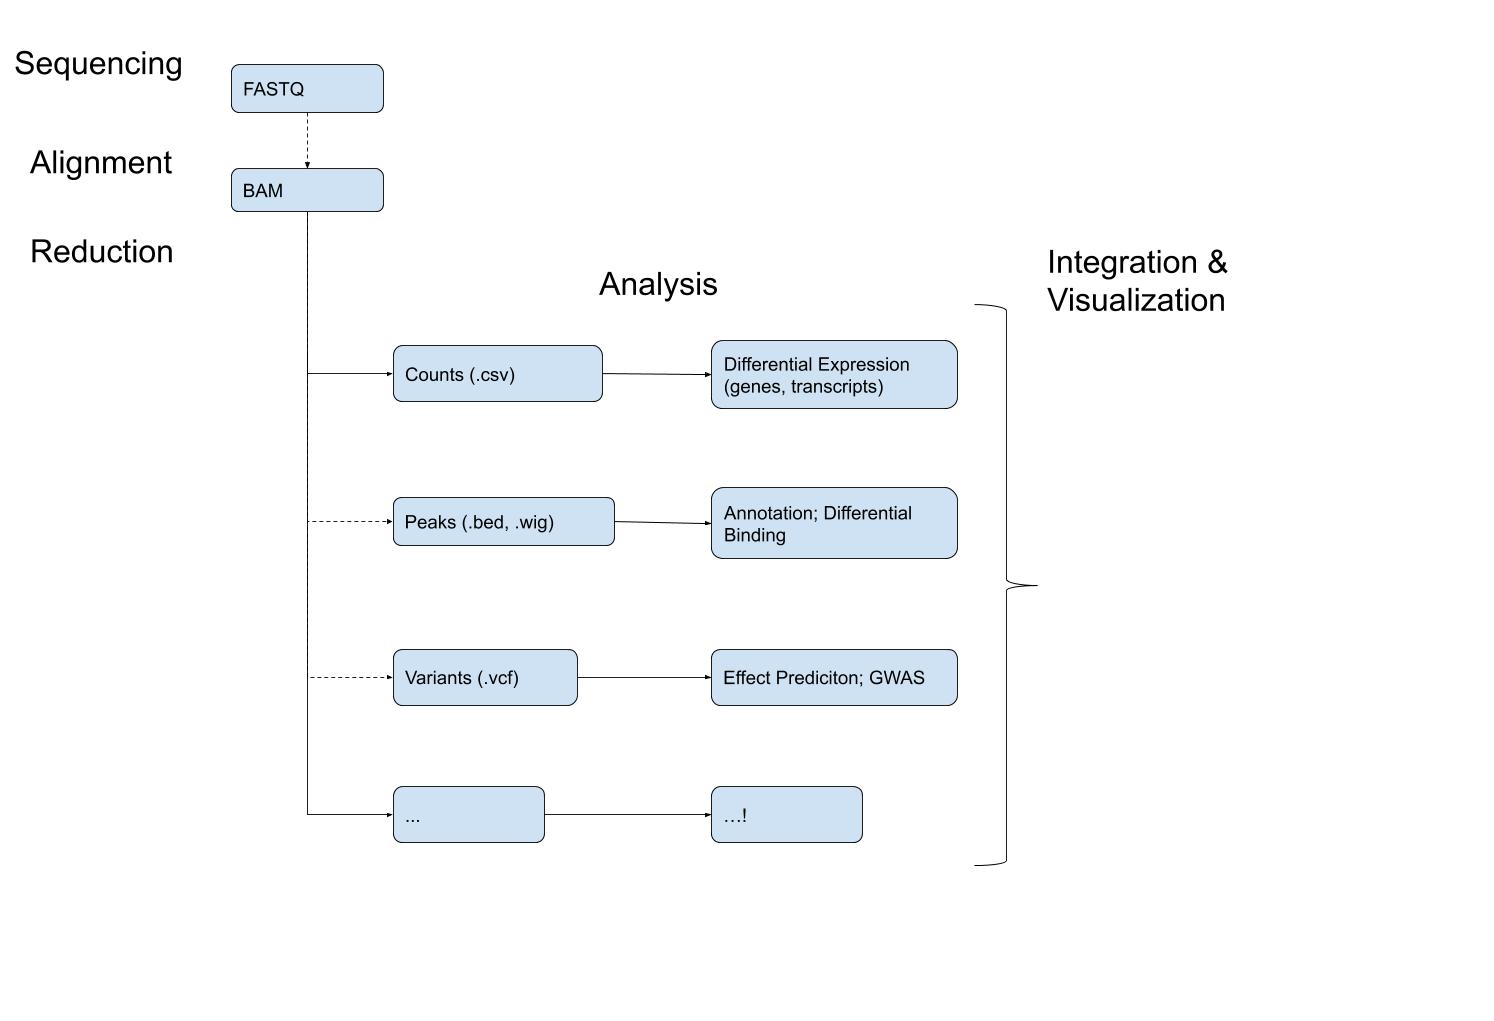 Sequencing
FASTQ
Alignment
BAM
Reduction
Analysis
Integration &
Visualization
Counts (.csv)
Differential Expression
(genes, transcripts)
Peaks (.bed, .wig)
Annotation; Differential
Binding
Variants (.vcf)
Effect Prediciton; GWAS
...
…!